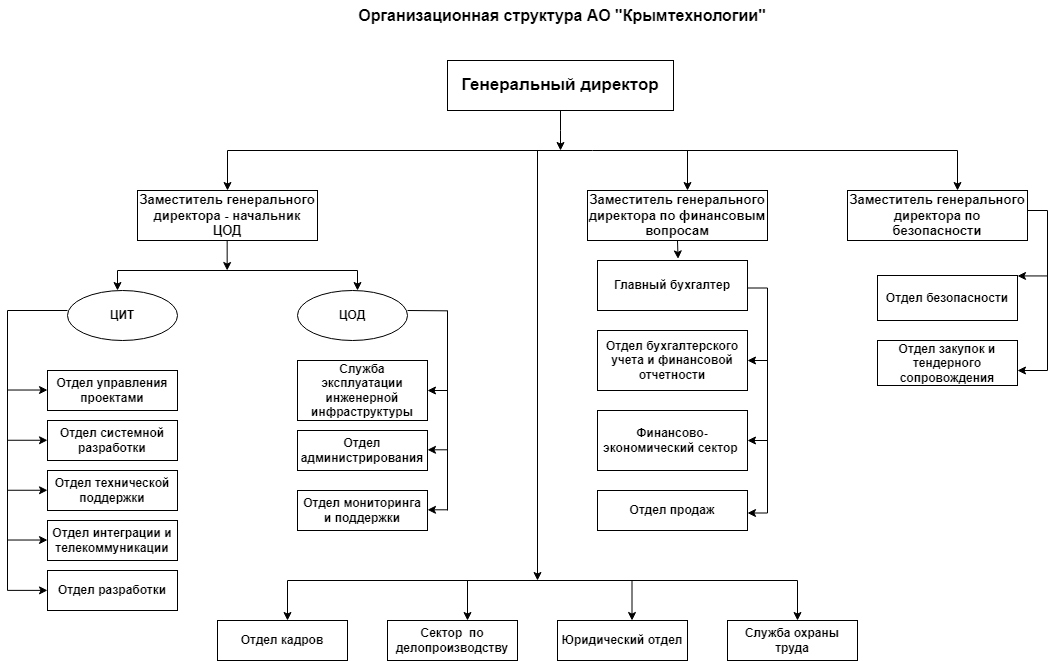 Организационная структура АО "Крымтехнологии"
Генеральный директор
Заместитель генерального
директора - начальник
ЦОД
Заместитель генерального
директора по финансовым
вопросам
Заместитель генерального
директора по
безопасности
ЦИТ
ЦОД
Главный бухгалтер
Отдел безопасности
Отдел управления
проектами
Отдел системной
разработки
Отдел технической
поддержки
Отдел интеграции и
телекоммуникации
Отдел разработки
Служба
эксплуатации
инженерной
инфраструктуры
Отдел
администрирования
Отдел мониторинга
и поддержки
Отдел бухгалтерского
учета и финансовой
отчетности
Финансово-
экономический сектор
Отдел продаж
Отдел закупок и
тендерного
сопровождения
Отдел кадров
Сектор по
делопроизводству
Юридический отдел
Служба охраны
труда